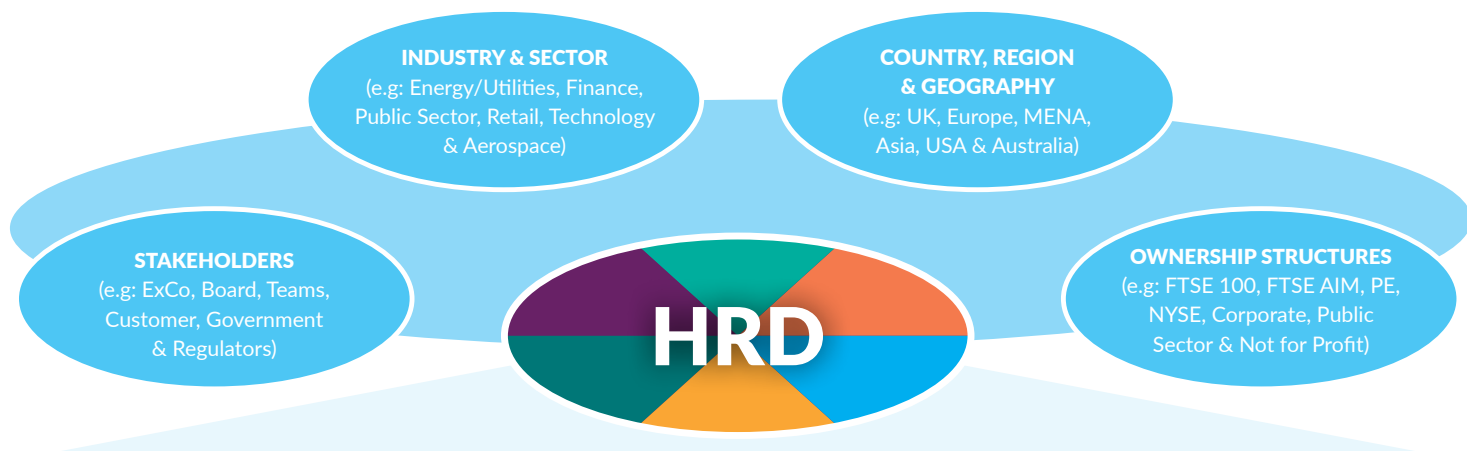 INDUSTRY & SECTOR
(e.g: Energy/Utilities, Finance,
Public Sector, Retail, Technology
& Aerospace)
COUNTRY, REGION
& GEOGRAPHY
(e.g: UK, Europe, MENA,
Asia, USA & Australia)
STAKEHOLDERS
(e.g: ExCo, Board, Teams,
Customer, Government
& Regulators)
HRD
OWNERSHIP STRUCTURES
(e.g: FTSE 100, FTSE AIM, PE,
NYSE, Corporate, Public
Sector & Not for Profit)